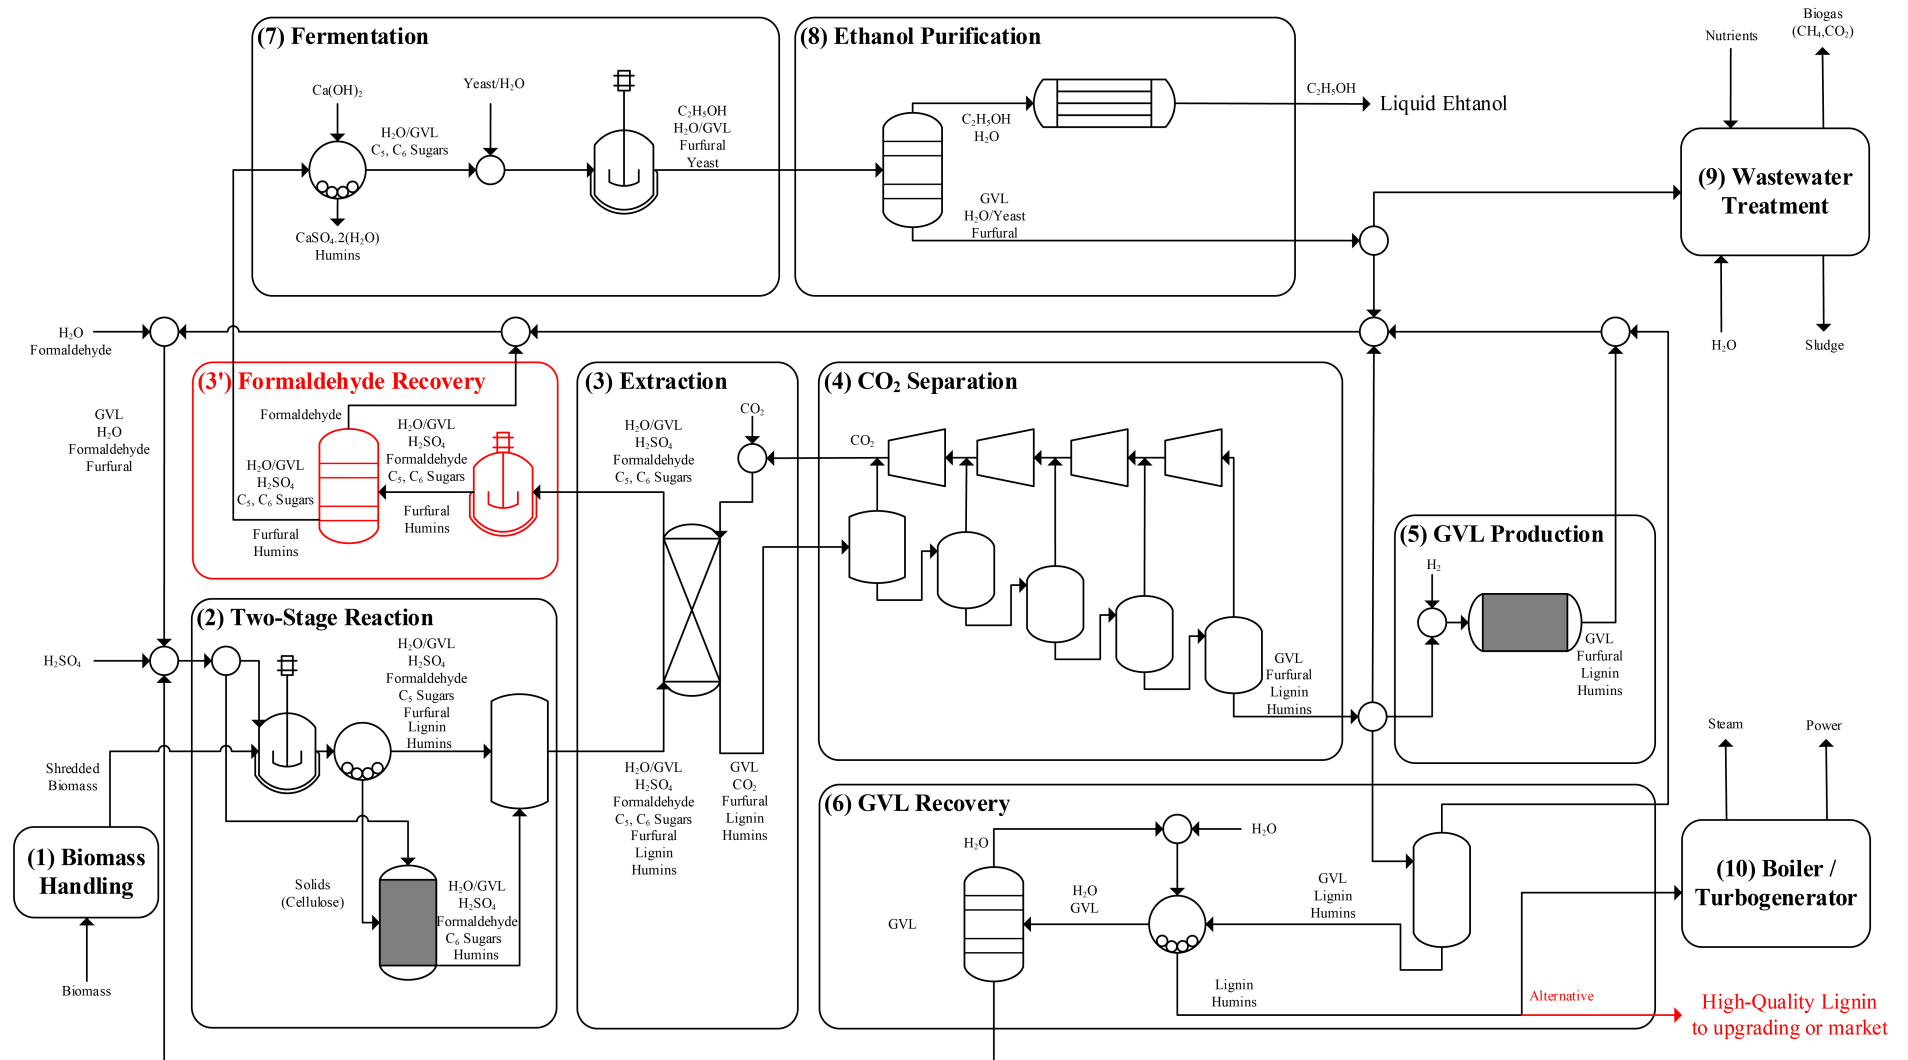 (7) Fermentation
Ca(OH)₂
H₂O/GVL
C₅, C₆ Sugars
Yeast/H₂O
C₂H₅OH
H₂O/GVL
Furfural
Yeast
CaSO₄.2(H₂O)
Humins
(8) Ethanol Purification
C₂H₅OH
H₂O
GVL
H₂O/Yeast
Furfural
C₂H₅OH
Liquid Ehtanol
Nutrients
Biogas
(CH₄,CO₂)
(9) Wastewater
Treatment
H₂O
Sludge
H₂O
Formaldehyde
GVL
H₂O
Formaldehyde
Furfural
(3') Formaldehyde Recovery
Formaldehyde
H₂O/GVL
H₂SO₄
C₅, C₆ Sugars
Furfural
Humins
H₂O/GVL
H₂SO₄
Formaldehyde
C₅, C₆ Sugars
Furfural
Humins
(3) Extraction
H₂O/GVL
H₂SO₄
Formaldehyde
C₅, C₆ Sugars
CO₂
H₂O/GVL
H₂SO₄
Formaldehyde
C₅, C₆ Sugars
Furfural
Lignin
Humins
GVL
CO₂
Furfural
Lignin
Humins
(4) CO₂ Separation
CO₂
GVL
Furfural
Lignin
Humins
(5) GVL Production
H₂
GVL
Furfural
Lignin
Humins
(2) Two-Stage Reaction
H₂SO₄
H₂O/GVL
H₂SO₄
Formaldehyde
C₅ Sugars
Furfural
Lignin
Humins
Shredded
Biomass
(1) Biomass
Handling
Biomass
Solids
(Cellulose)
H₂O/GVL
H₂SO₄
Formaldehyde
C₆ Sugars
Humins
(6) GVL Recovery
H₂O
H₂O
H₂O
GVL
GVL
GVL
Lignin
Humins
Lignin
Humins
Steam
Power
(10) Boiler /
Turbogenerator
Alternative
High-Quality Lignin
to upgrading or market